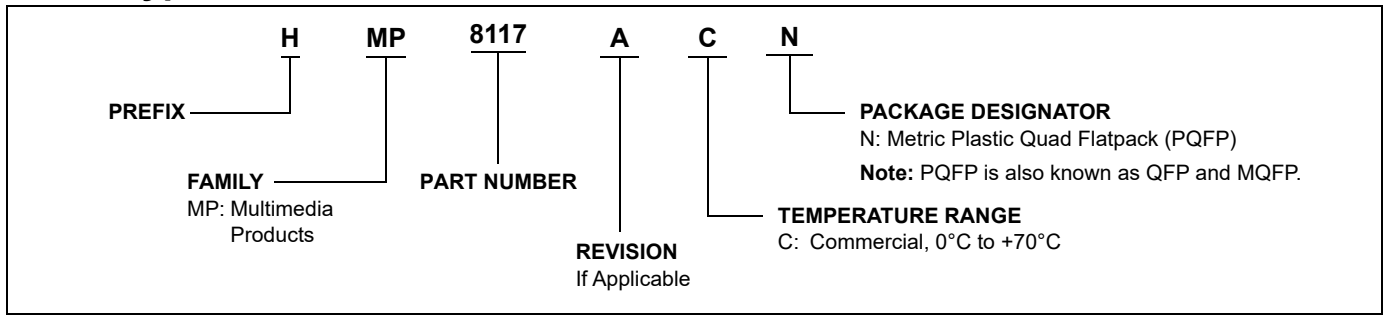 H MP 8117 A C N
PREFIX
PACKAGE DESIGNATOR
N: Metric Plastic Quad Flatpack (PQFP)
Note: PQFP is also known as QFP and MQFP.
FAMILY
MP: Multimedia
Products
PART NUMBER
TEMPERATURE RANGE
C: Commercial, 0°C to +70°C
REVISION
If Applicable